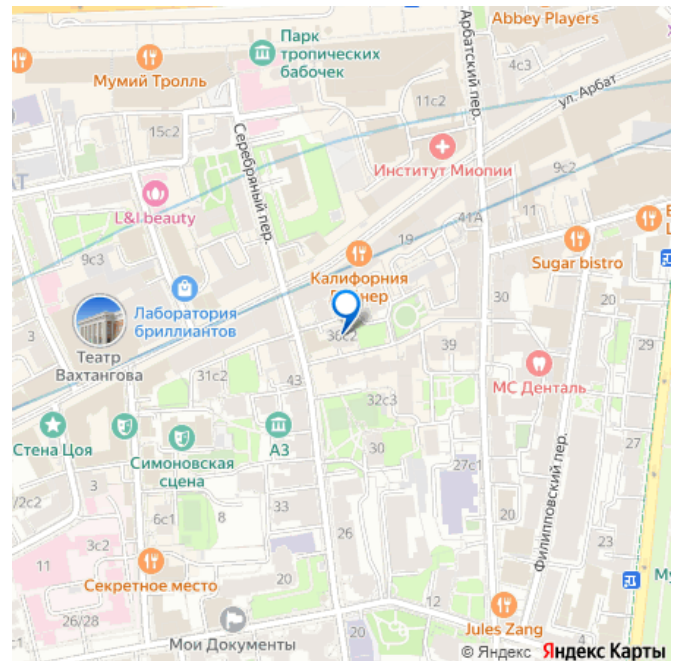 Abbey Players
Парк
тропических
бабочек
Мумий Тролль
Арбатский пер.
4с3
ул. Арбат
11с2
15с2
Серебряный пер.
Институт Миопии
9с2
L&I beauty
41А
11
19
Sugar bistro
9с3
Калифорния
Лаборатория
бриллиантов
30
3
Театр
Вахтангова
39
29
31с2
43
МС Денталь
32с3
Стена Цоя
Симоновская
сцена
А3
30
27
27с1
Филипповский пер.
3
/2с2
33
6с1
8
20
26
23
3с2
11
Секретное место
20
12
26/28
Jules Zang
Мои Документы
20
© Яндекс Яндекс Карты